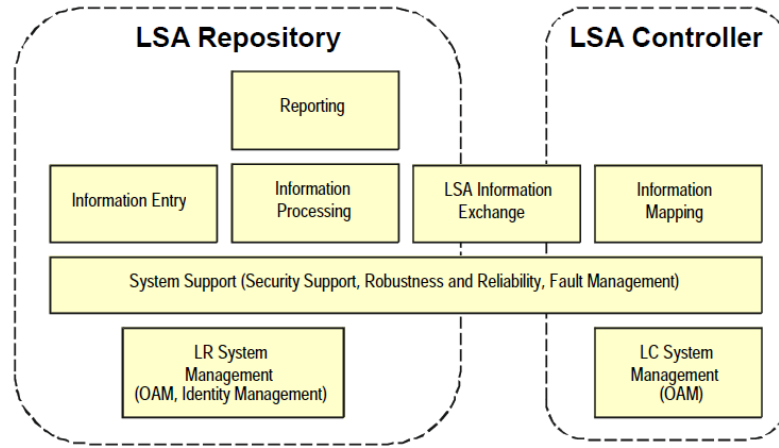 LSA Repository
LSA Controller
Reporting
Information Entry
Information
Processing
LSA Information
Exchange
Information
Mapping
System Support (Security Support, Robustness and Reliability, Fault Management)
LR System
Management
(OAM, Identity Management)
LC System
Management
(OAM)